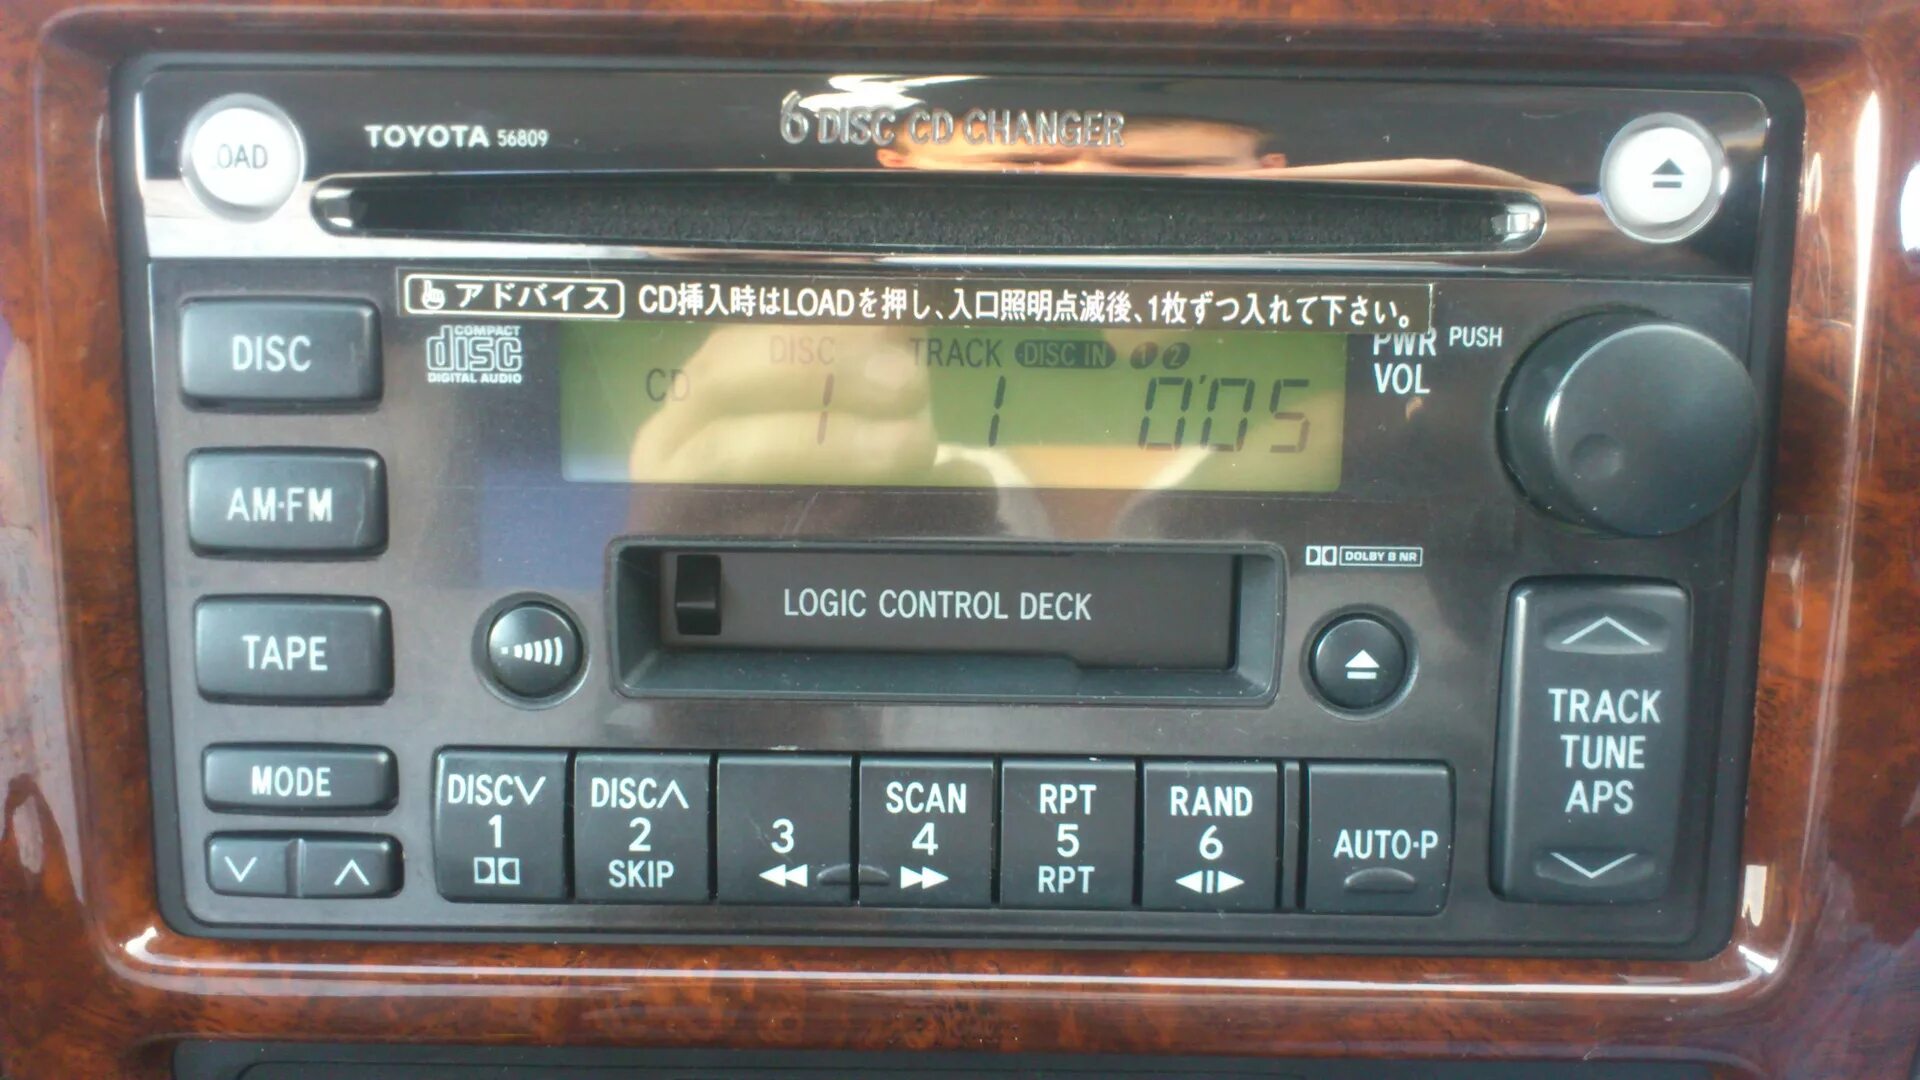 OAD
TOYOTA 56809
6 DISC CD CHANGER
アドバイス CD挿入時はLOADを押し、入口照明点滅後、1枚ずつ入れて下さい。
DISC
COMPACT
disc
DIGITAL AUDIO
DISC TRACK DISC IN 1 2
CD 1 1 0'05
PWR PUSH
VOL
AM·FM
DOLBY B NR
LOGIC CONTROL DECK
TAPE
TRACK
TUNE
APS
MODE
DISC 1
DISC 2 SKIP
3
SCAN 4
RPT 5 RPT
RAND 6
AUTO·P